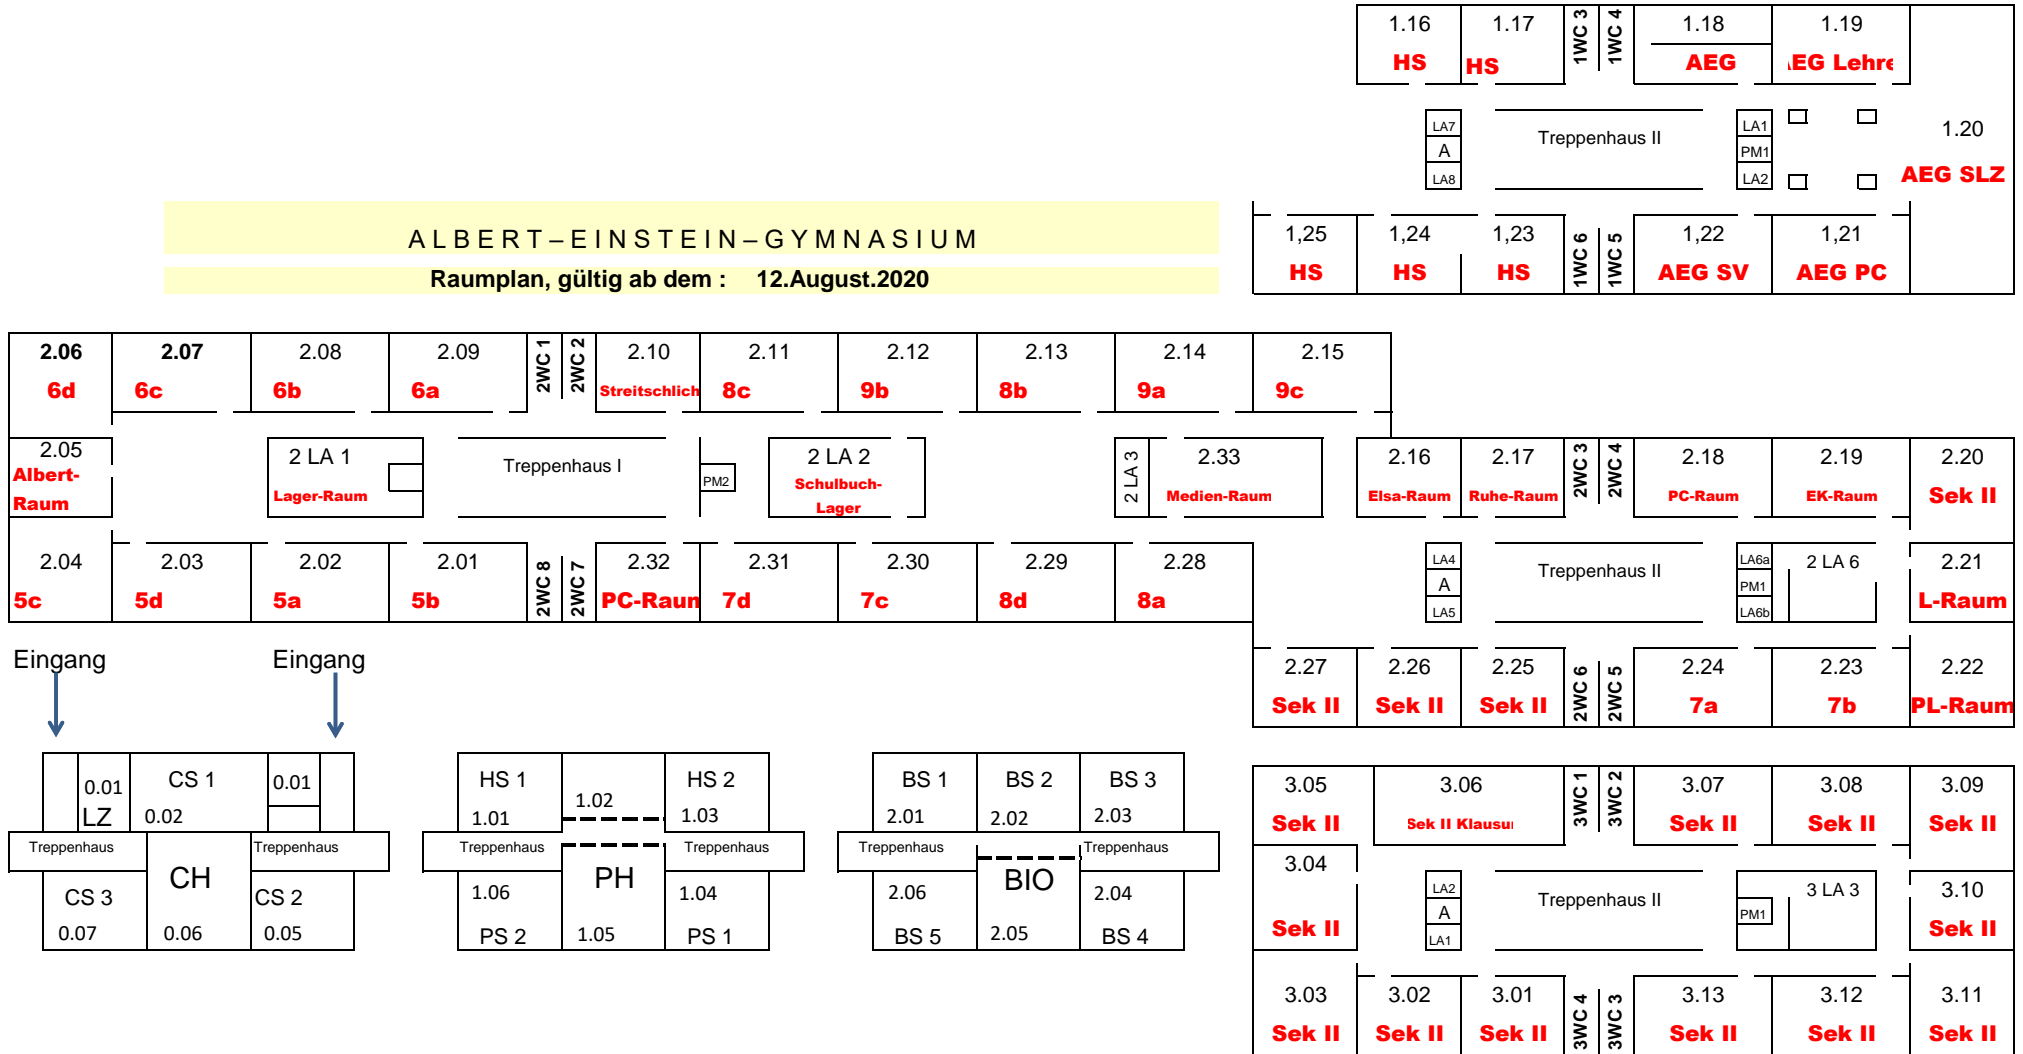 1.16 1.17 1WC 3 1WC 4 1.18 1.19
HS HS AEG AEG Lehre
LA7 Treppenhaus II LA1 1.20
A PM1
LA8 LA2 AEG SLZ
ALBERT–EINSTEIN–GYMNASIUM
Raumplan, gültig ab dem : 12.August.2020
1,25 1,24 1,23 1WC 6 1WC 5 1,22 1,21
HS HS HS AEG SV AEG PC
2.06 2.07 2.08 2.09 2WC 1 2WC 2 2.10 2.11 2.12 2.13 2.14 2.15
6d 6c 6b 6a Streitschlich 8c 9b 8b 9a 9c
2.05 2 LA 1 Treppenhaus I PM2 2 LA 2 2 LA 3 2.33 2.16 2.17 2WC 3 2WC 4 2.18 2.19 2.20
Albert- Lager-Raum Schulbuch- Medien-Raum Elsa-Raum Ruhe-Raum PC-Raum EK-Raum Sek II
Raum Lager
2.04 2.03 2.02 2.01 2WC 8 2WC 7 2.32 2.31 2.30 2.29 2.28 LA4 Treppenhaus II LA6a 2 LA 6 2.21
A PM1
5c 5d 5a 5b PC-Raun 7d 7c 8d 8a LA5 LA6b L-Raum
Eingang Eingang
2.27 2.26 2.25 2WC 6 2WC 5 2.24 2.23 2.22
Sek II Sek II Sek II 7a 7b PL-Raum
0.01 CS 1 0.01 HS 1 1.02 HS 2 BS 1 BS 2 BS 3
LZ 0.02 1.01 1.03 2.01 2.02 2.03
Treppenhaus CH Treppenhaus Treppenhaus PH Treppenhaus Treppenhaus BIO Treppenhaus
CS 3 CS 2 1.06 1.04 2.06 2.04
0.07 0.06 0.05 PS 2 1.05 PS 1 BS 5 2.05 BS 4
3.05 3.06 3WC 1 3WC 2 3.07 3.08 3.09
Sek II Sek II Klausu Sek II Sek II Sek II
3.04 LA2 Treppenhaus II 3 LA 3 3.10
A PM1
Sek II LA1 Sek II
3.03 3.02 3.01 3WC 4 3WC 3 3.13 3.12 3.11
Sek II Sek II Sek II Sek II Sek II Sek II